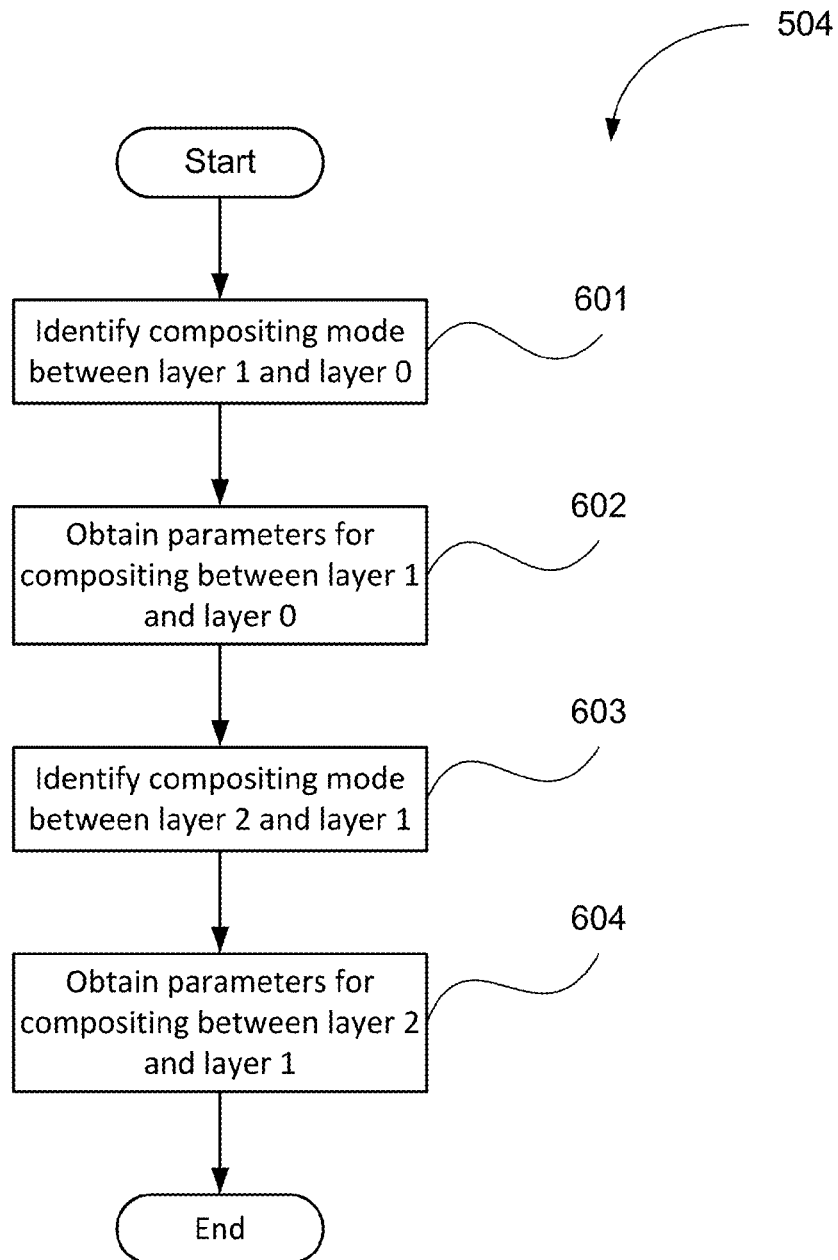 504
Start
Identify compositing mode
between layer 1 and layer 0
601
Obtain parameters for
compositing between layer 1
and layer 0
602
Identify compositing mode
between layer 2 and layer 1
603
Obtain parameters for
compositing between layer 2
and layer 1
604
End